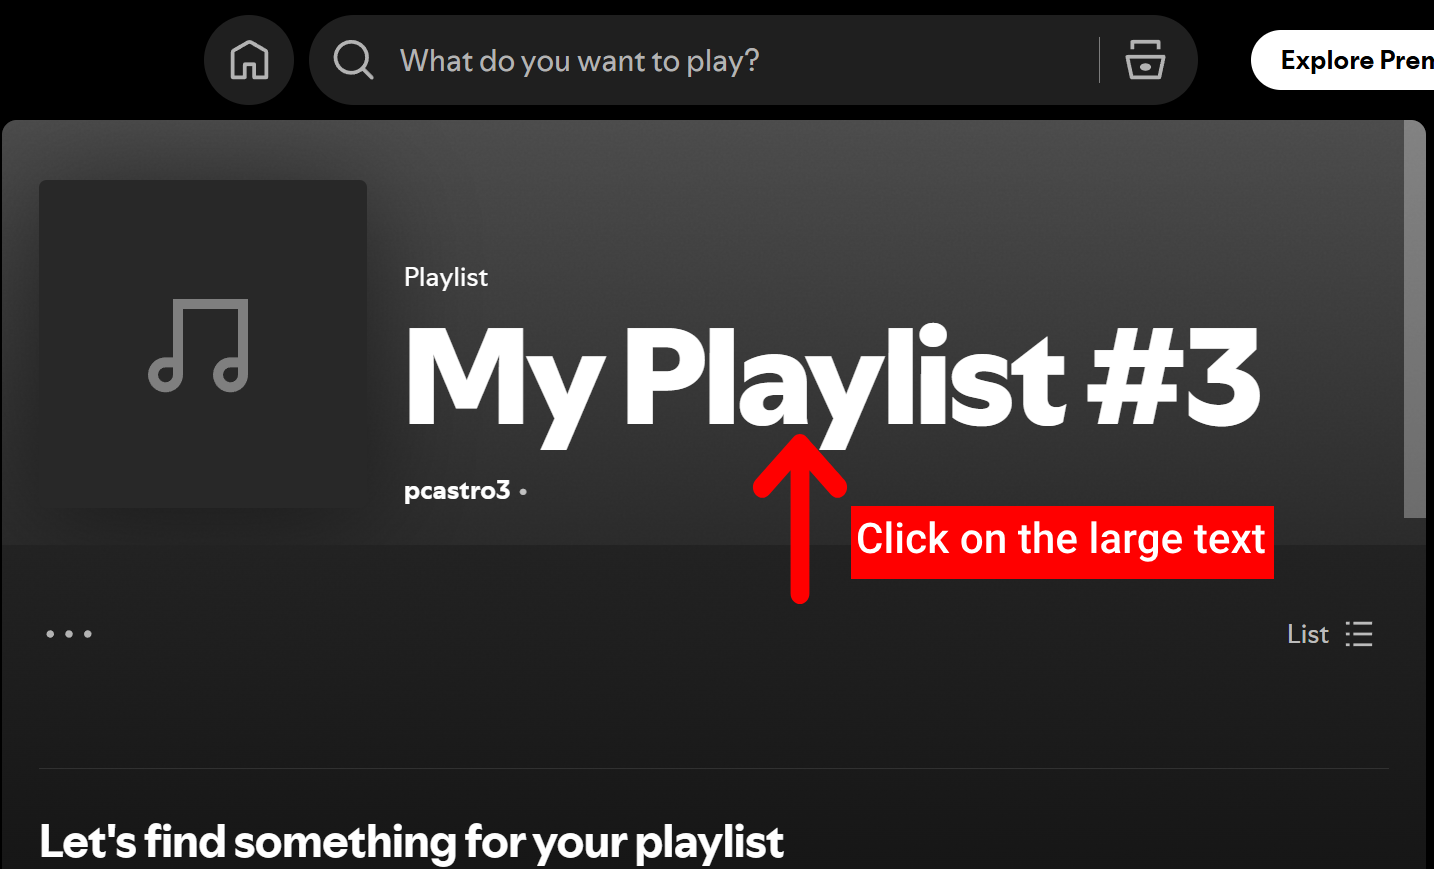 What do you want to play?
Explore Prem
Playlist
My Playlist #3
pcastro3 •
Click on the large text
List
Let's find something for your playlist